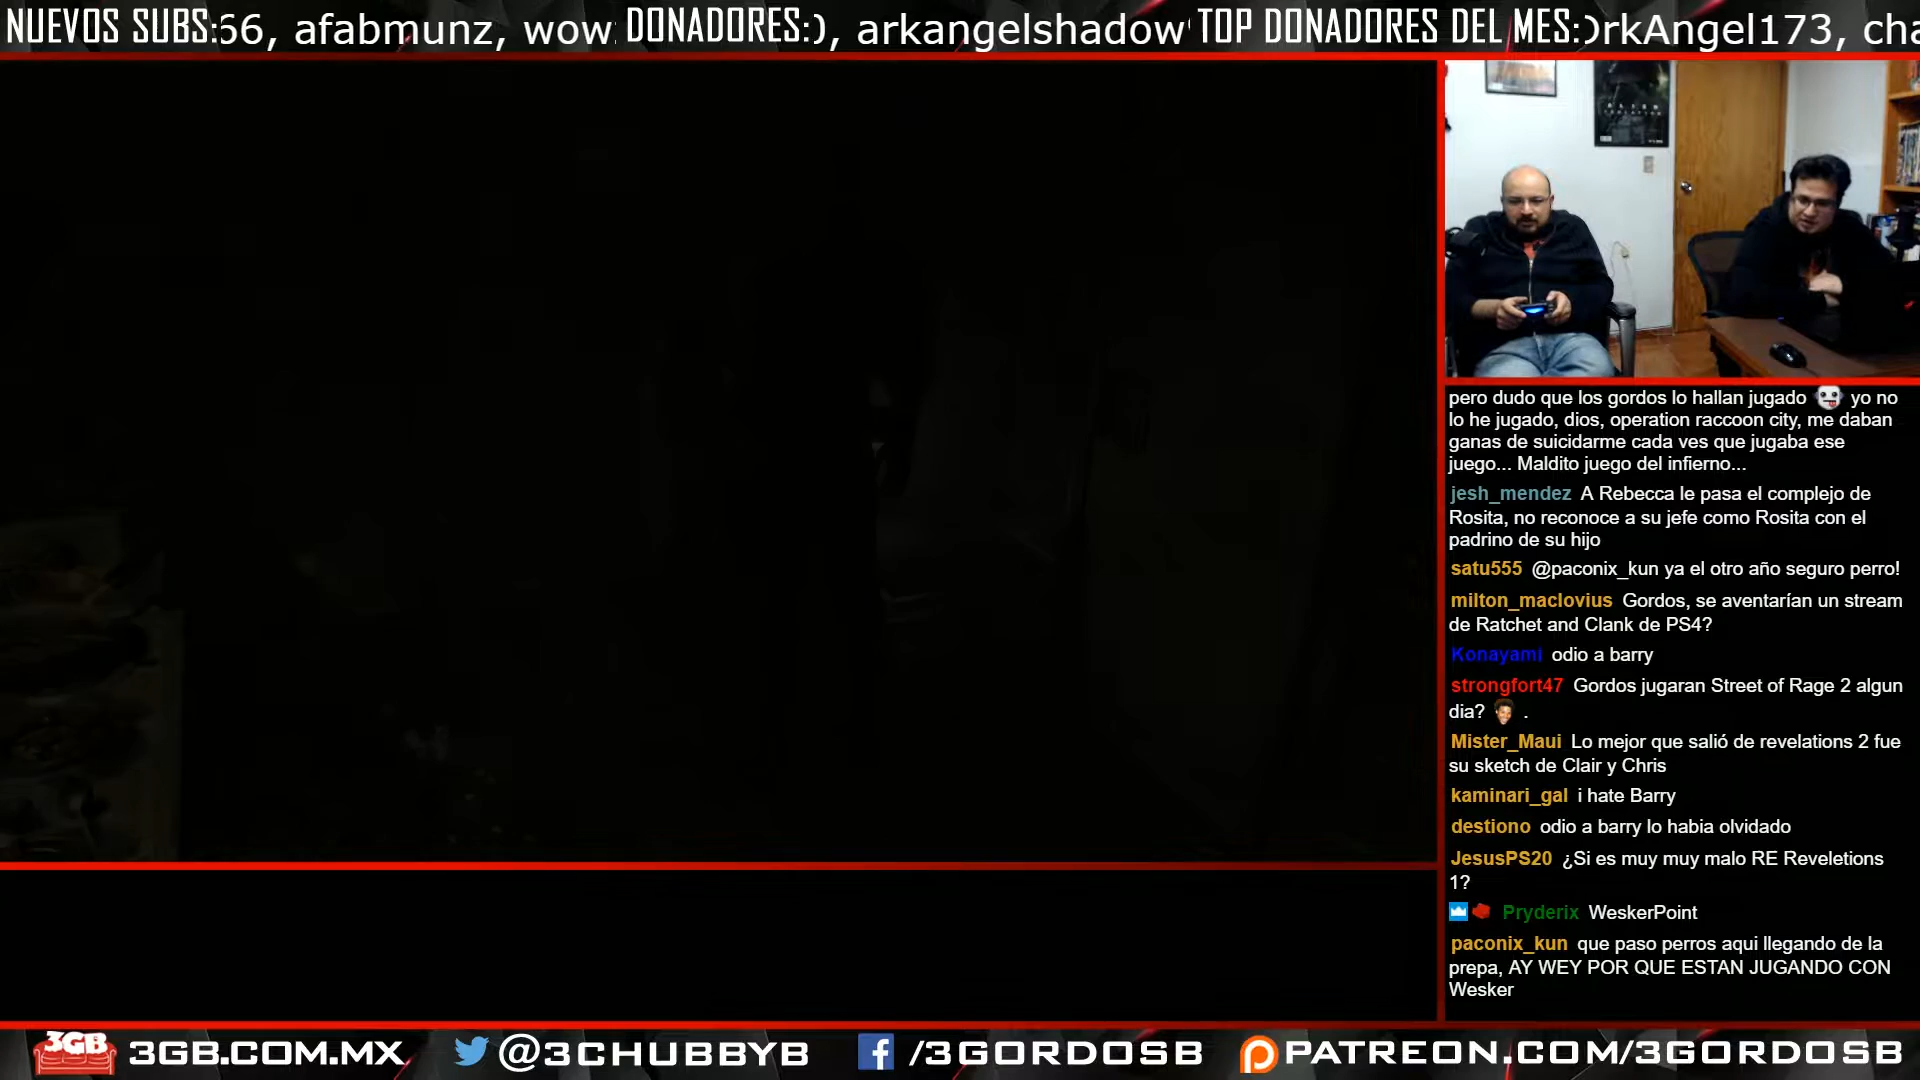 NUEVOS SUBS: 66, afabmunz, wow. DONADORES: ), arkangelshadow TOP DONADORES DEL MES: OrkAngel173, cha
ALIEN
pero dudo que los gordos lo hallan jugado yo no
lo he jugado, dios, operation raccoon city, me daban
ganas de suicidarme cada ves que jugaba ese
juego... Maldito juego del infierno...
jesh_mendez A Rebecca le pasa el complejo de
Rosita, no reconoce a su jefe como Rosita con el
padrino de su hijo
satu555 @paconix_kun ya el otro año seguro perro!
milton_maclovius Gordos, se aventarían un stream
de Ratchet and Clank de PS4?
Konayami odio a barry
strongfort47 Gordos jugaran Street of Rage 2 algun
dia? .
Mister_Maui Lo mejor que salió de revelations 2 fue
su sketch de Clair y Chris
kaminari_gal i hate Barry
destiono odio a barry lo habia olvidado
JesusPS20 ¿Si es muy muy malo RE Reveletions
1?
Pryderix WeskerPoint
paconix_kun que paso perros aqui llegando de la
prepa, AY WEY POR QUE ESTAN JUGANDO CON
Wesker
3GB 3GB.COM.MX @3CHUBBYB /3GORDOSB PATREON.COM/3GORDOSB